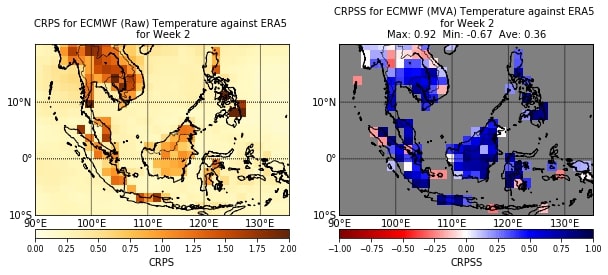 CRPS for ECMWF (Raw) Temperature against ERA5
for Week 2
10°N
0°
10°S
90°E 100°E 110°E 120°E 130°E
0.00 0.25 0.50 0.75 1.00 1.25 1.50 1.75 2.00
CRPS
CRPSS for ECMWF (MVA) Temperature against ERA5
for Week 2
Max: 0.92 Min: -0.67 Ave: 0.36
10°N
0°
10°S
90°E 100°E 110°E 120°E 130°E
−1.00 −0.75 −0.50 −0.25 0.00 0.25 0.50 0.75 1.00
CRPSS